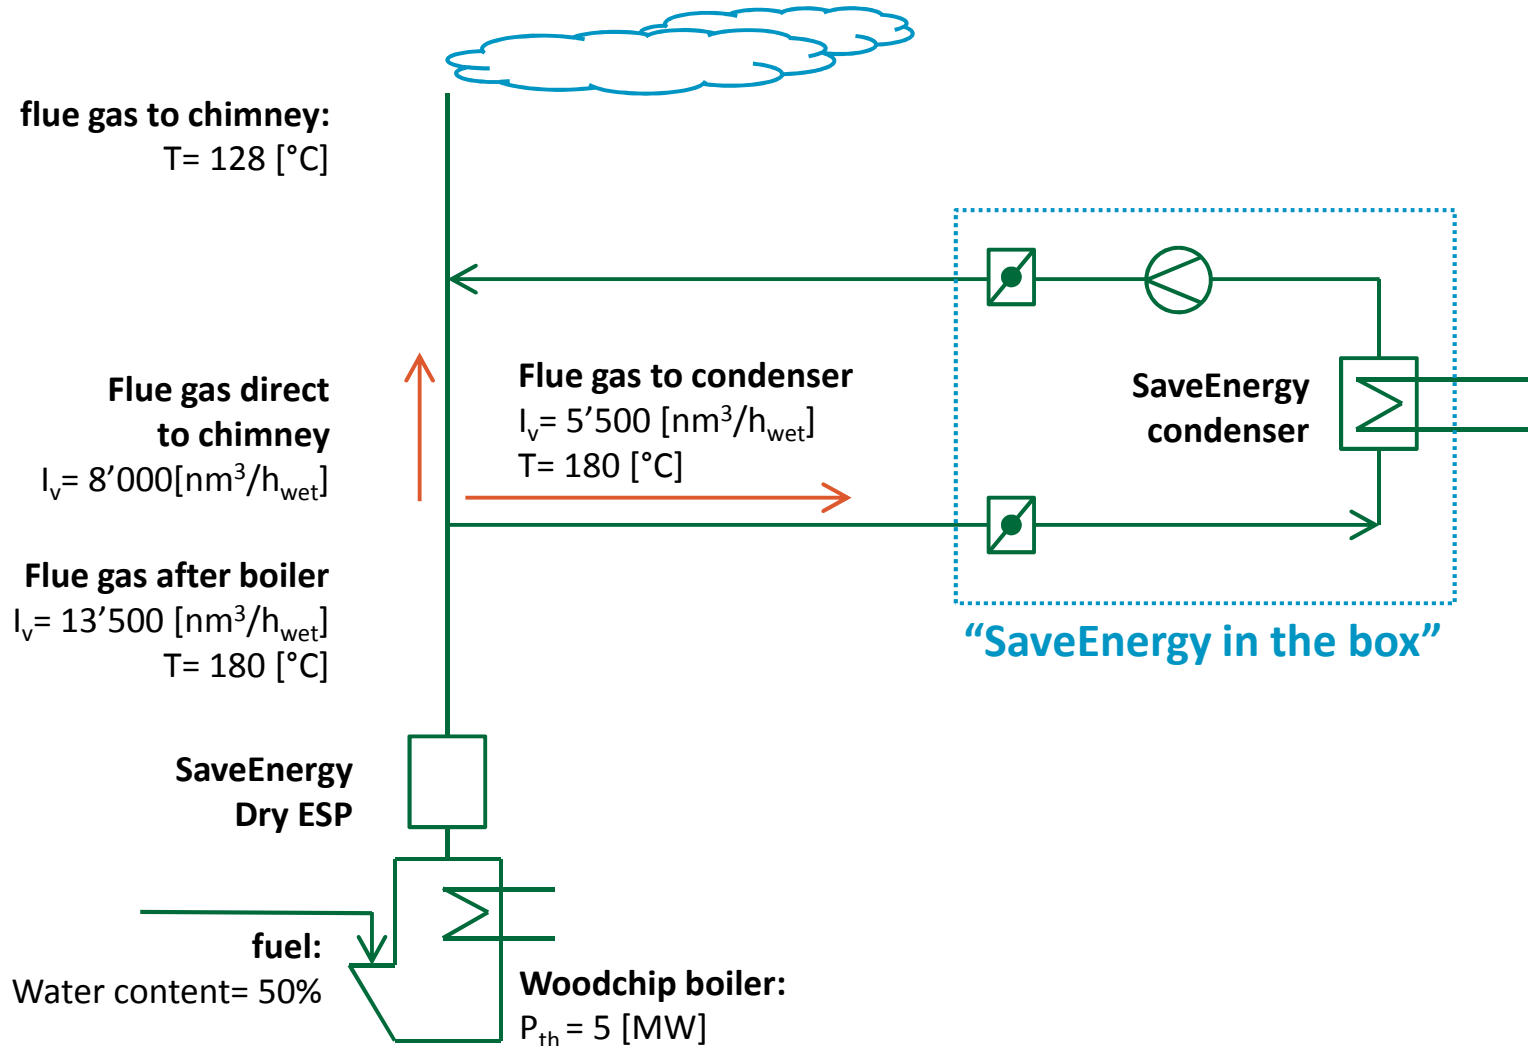 flue gas to chimney:
T= 128 [°C]
Flue gas direct
to chimney
Iv= 8’000[nm³/hwet]
Flue gas to condenser
Iv= 5’500 [nm³/hwet]
T= 180 [°C]
SaveEnergy
condenser
Flue gas after boiler
Iv= 13’500 [nm³/hwet]
T= 180 [°C]
“SaveEnergy in the box”
SaveEnergy
Dry ESP
fuel:
Water content= 50%
Woodchip boiler:
Pth = 5 [MW]